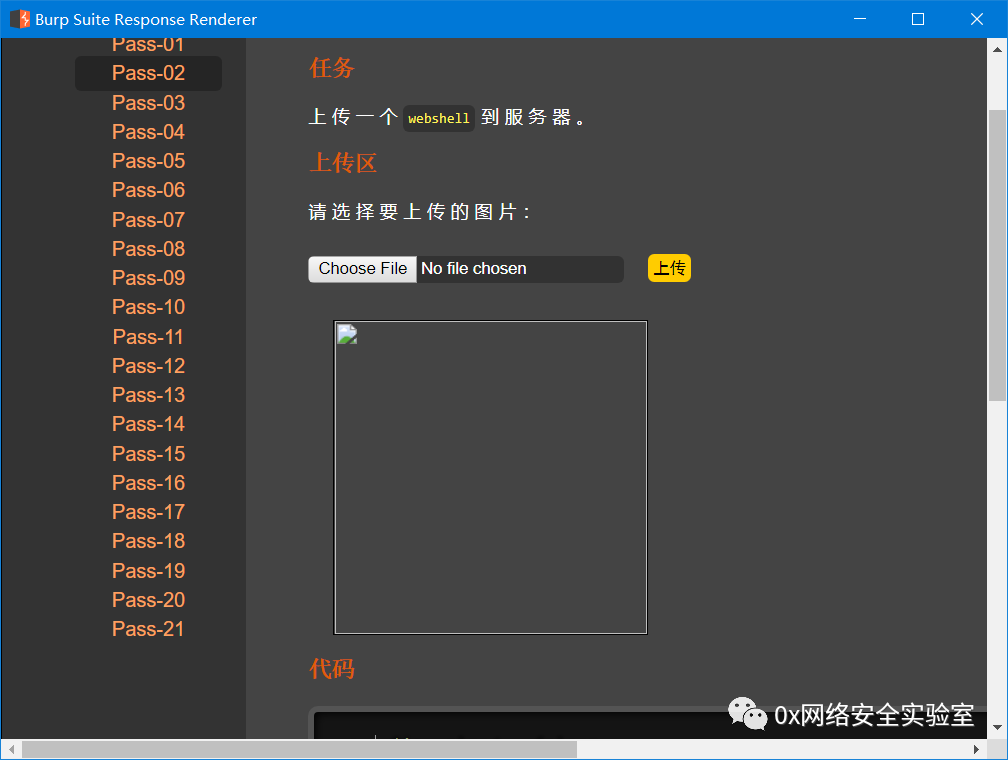 Burp Suite Response Renderer
Pass-01
Pass-02
Pass-03
Pass-04
Pass-05
Pass-06
Pass-07
Pass-08
Pass-09
Pass-10
Pass-11
Pass-12
Pass-13
Pass-14
Pass-15
Pass-16
Pass-17
Pass-18
Pass-19
Pass-20
Pass-21
任务
上传一个 webshell 到服务器。
上传区
请选择要上传的图片：
Choose File No file chosen 上传
代码
0x网络安全实验室